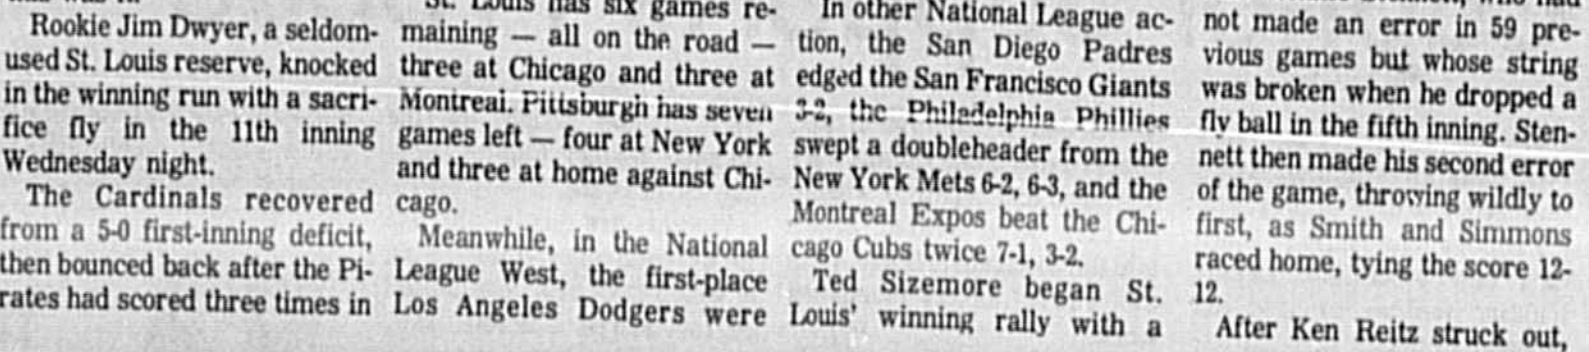 Rookie Jim Dwyer, a seldom-
used St. Louis reserve, knocked
in the winning run with a sacri-
fice fly in the 11th inning
Wednesday night.
The Cardinals recovered
from a 5-0 first-inning deficit,
then bounced back after the Pi-
rates had scored three times in
St. Louis has six games re-
maining — all on the road —
three at Chicago and three at
Montreal. Pittsburgh has seven
games left — four at New York
and three at home against Chi-
cago.
Meanwhile, in the National
League West, the first-place
Los Angeles Dodgers were
In other National League ac-
tion, the San Diego Padres
edged the San Francisco Giants
3-2, the Philadelphia Phillies
swept a doubleheader from the
New York Mets 6-2, 6-3, and the
Montreal Expos beat the Chi-
cago Cubs twice 7-1, 3-2.
Ted Sizemore began St.
Louis' winning rally with a
not made an error in 59 pre-
vious games but whose string
was broken when he dropped a
fly ball in the fifth inning. Sten-
nett then made his second error
of the game, throwing wildly to
first, as Smith and Simmons
raced home, tying the score 12-
12.
After Ken Reitz struck out,